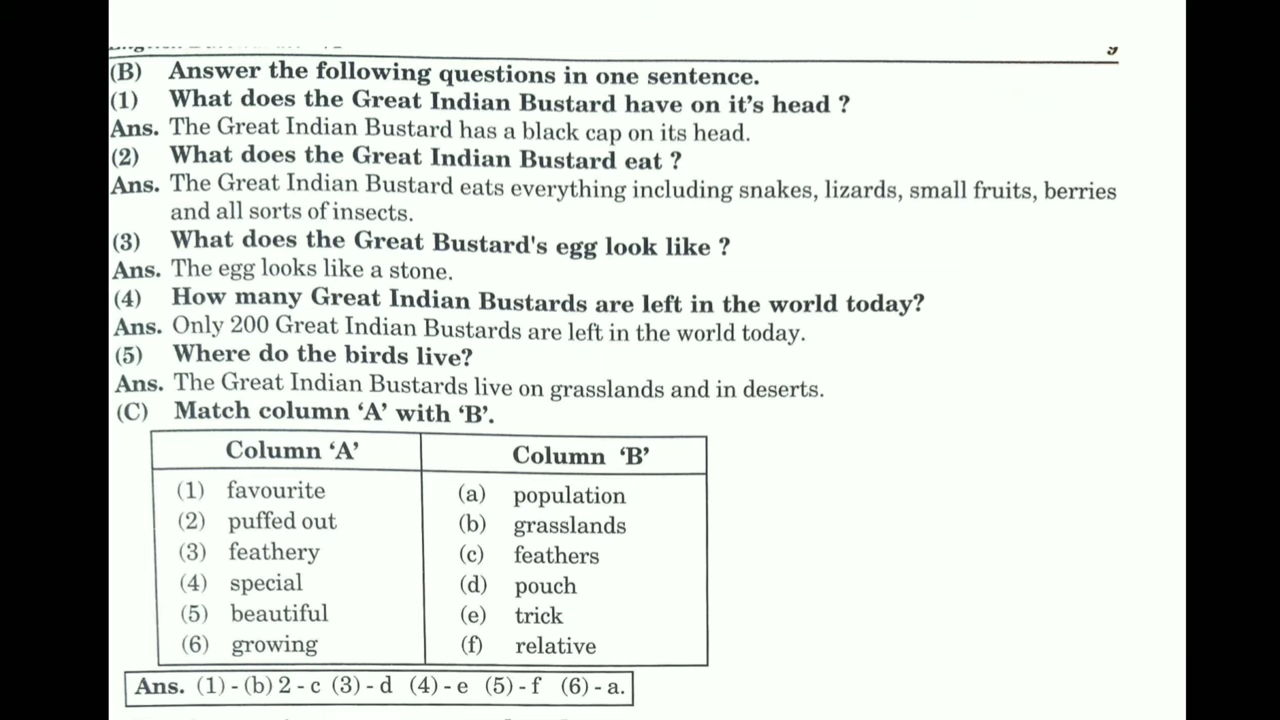 (B) Answer the following questions in one sentence.
(1) What does the Great Indian Bustard have on it's head ?
Ans. The Great Indian Bustard has a black cap on its head.
(2) What does the Great Indian Bustard eat ?
Ans. The Great Indian Bustard eats everything including snakes, lizards, small fruits, berries
and all sorts of insects.
(3) What does the Great Bustard's egg look like ?
Ans. The egg looks like a stone.
(4) How many Great Indian Bustards are left in the world today?
Ans. Only 200 Great Indian Bustards are left in the world today.
(5) Where do the birds live?
Ans. The Great Indian Bustards live on grasslands and in deserts.
(C) Match column ‘A’ with ‘B’.
Column ‘A’ Column ‘B’
(1) favourite (a) population
(2) puffed out (b) grasslands
(3) feathery (c) feathers
(4) special (d) pouch
(5) beautiful (e) trick
(6) growing (f) relative
Ans. (1) - (b) 2 - c (3) - d (4) - e (5) - f (6) - a.